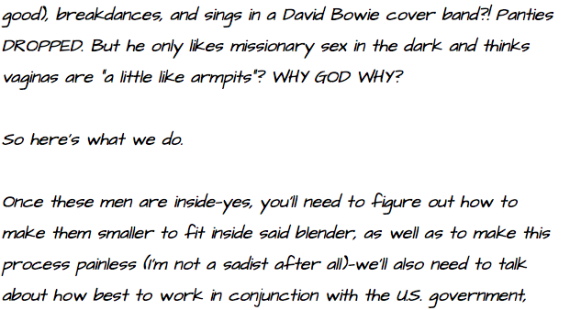 good), breakdances, and sings in a David Bowie cover band?! Panties
DROPPED. But he only likes missionary sex in the dark and thinks
vaginas are "a little like armpits"? WHY GOD WHY?
So here's what we do.
Once these men are inside-yes, you'll need to figure out how to
make them smaller to fit inside said blender, as well as to make this
process painless (I'm not a sadist after all)-we'll also need to talk
about how best to work in conjunction with the U.S. government,